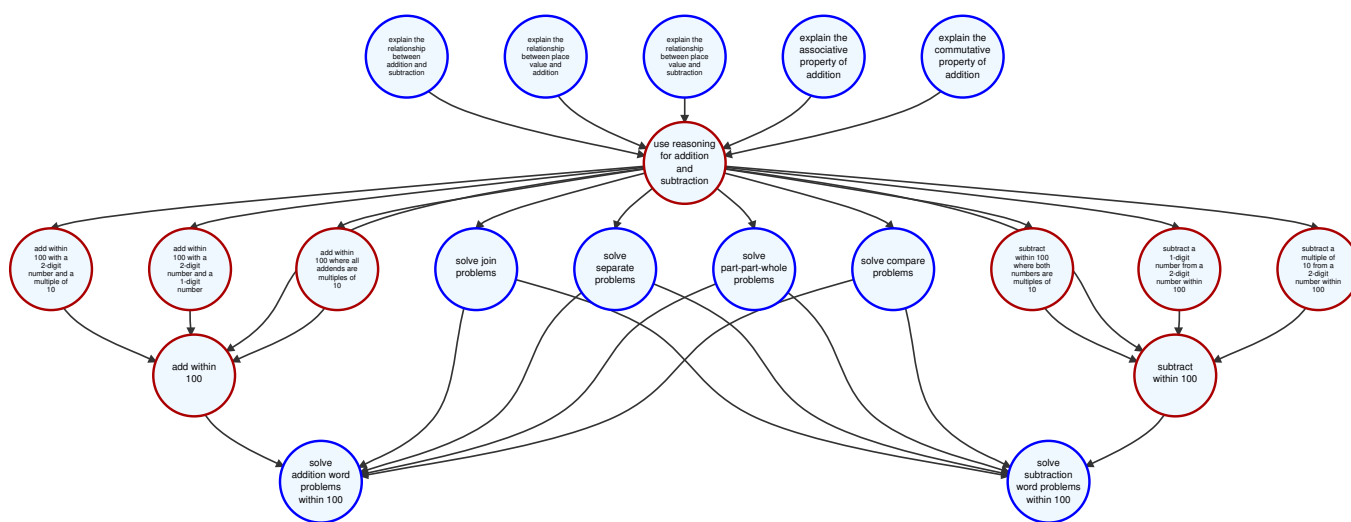 explain the
relationship
between
addition and
subtraction
explain the
relationship
between place
value and
addition
explain the
relationship
between place
value and
subtraction
explain the
associative
property of
addition
explain the
commutative
property of
addition
use reasoning
for addition
and
subtraction
add within
100 with a
2-digit
number and a
multiple of
10
add within
100 with a
2-digit
number and a
1-digit
number
add within
100 where all
addends are
multiples of
10
solve join
problems
solve
separate
problems
solve
part-part-whole
problems
solve compare
problems
subtract
within 100
where both
numbers are
multiples of
10
subtract a
1-digit
number from a
2-digit
number within
100
subtract a
multiple of
10 from a
2-digit
number within
100
add within
100
subtract
within 100
solve
addition word
problems
within 100
solve
subtraction
word problems
within 100